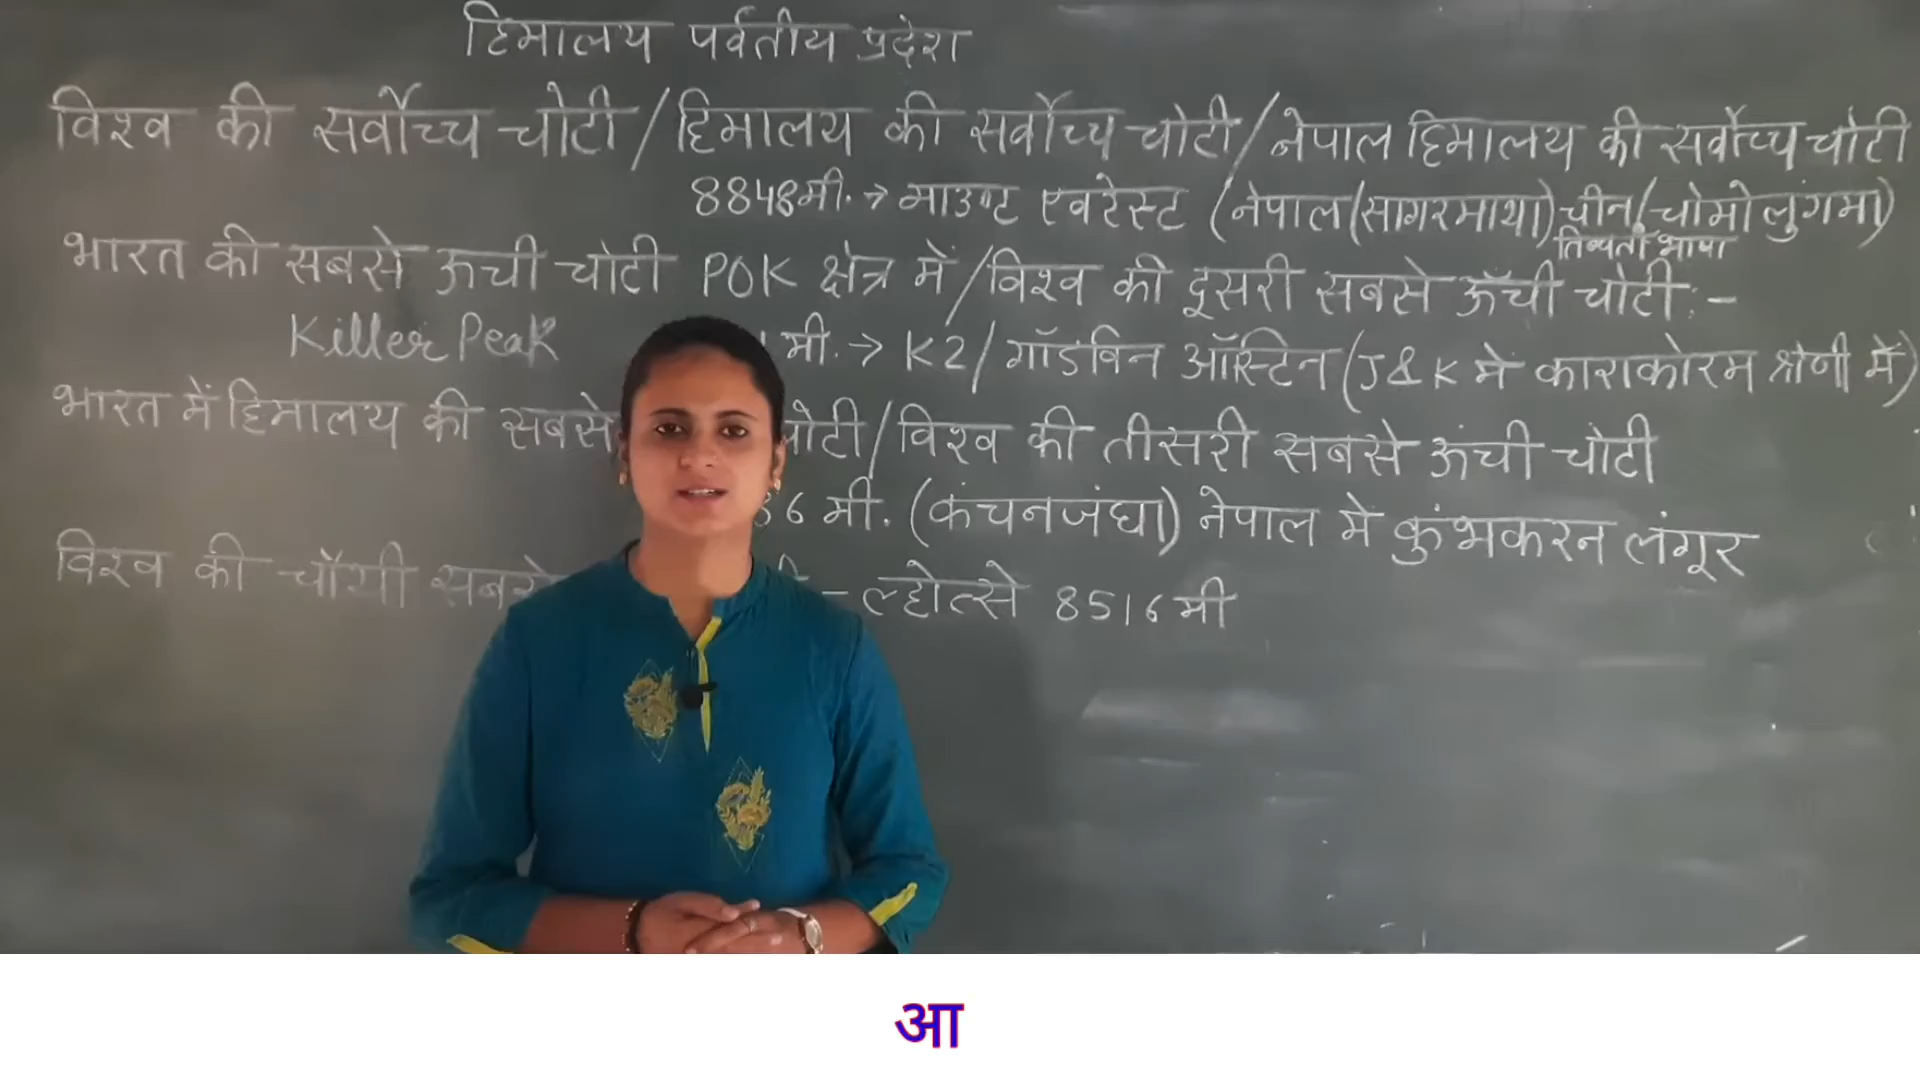 हिमालय पर्वतीय प्रदेश
विश्व की सर्वोच्च चोटी/हिमालय की सर्वोच्च चोटी/नेपाल हिमालय की सर्वोच्च चोटी
8848मी. → माउण्ट एवरेस्ट (नेपाल(सागरमाथा) चीन(चोमोलुंगमा)
तिब्बती भाषा
भारत की सबसे ऊंची चोटी POK क्षेत्र में/विश्व की दूसरी सबसे ऊँची चोटी:-
Killer Peak मी. → K2/गॉडविन ऑस्टिन (J&K मे काराकोरम श्रेणी में)
भारत में हिमालय की सबसे चोटी/विश्व की तीसरी सबसे ऊंची चोटी
6 मी. (कंचनजंघा) नेपाल मे कुंभकरन लंगूर
विश्व की चौथी सबसे - ल्होत्से 8516मी
आ